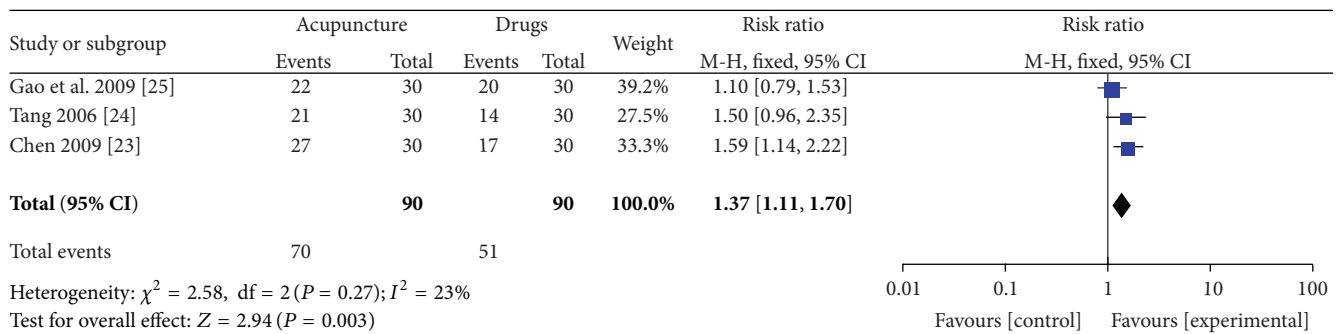 Study or subgroup Acupuncture Drugs Weight Risk ratio Risk ratio
Events Total Events Total M-H, fixed, 95% CI M-H, fixed, 95% CI
Gao et al. 2009 [25] 22 30 20 30 39.2% 1.10 [0.79, 1.53]
Tang 2006 [24] 21 30 14 30 27.5% 1.50 [0.96, 2.35]
Chen 2009 [23] 27 30 17 30 33.3% 1.59 [1.14, 2.22]
Total (95% CI) 90 90 100.0% 1.37 [1.11, 1.70]
Total events 70 51
Heterogeneity: χ² = 2.58, df = 2 (P = 0.27); I² = 23%
Test for overall effect: Z = 2.94 (P = 0.003)
0.01 0.1 1 10 100
Favours [control] Favours [experimental]